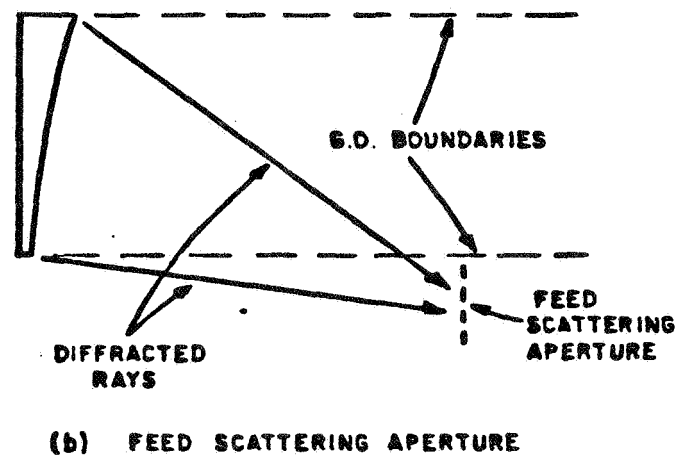 G.O. BOUNDARIES
FEED
SCATTERING
APERTURE
DIFFRACTED
RAYS
(b) FEED SCATTERING APERTURE